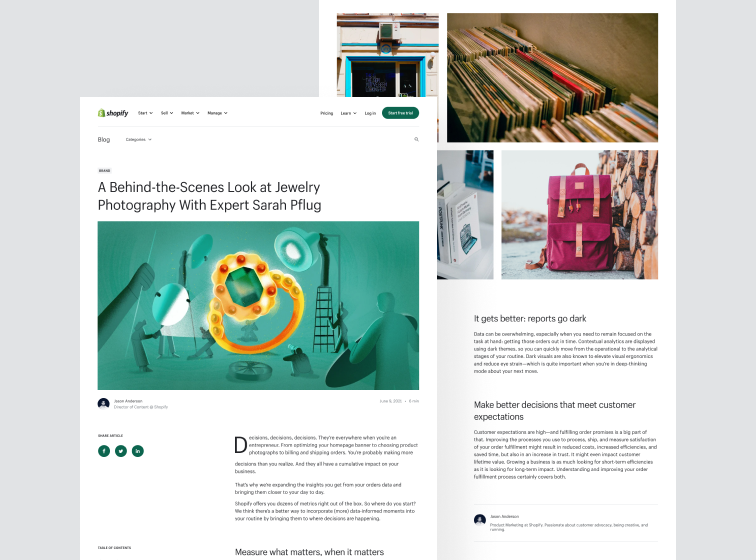 shopify
Start
Sell
Market
Manage
Pricing
Learn
Log in
Start free trial
Blog
Categories
BRAND
A Behind-the-Scenes Look at Jewelry
Photography With Expert Sarah Pflug
Jason Anderson
Director of Content @ Shopify
June 9, 2021 • 6 min
SHARE ARTICLE
Decisions, decisions, decisions. They're everywhere when you're an
entrepreneur. From optimizing your homepage banner to choosing product
photographs to billing and shipping orders. You're probably making more
decisions than you realize. And they all have a cumulative impact on your
business.
That's why we're expanding the insights you get from your orders data and
bringing them closer to your day to day.
Shopify offers you dozens of metrics right out of the box. So where do you start?
We think there's a better way to incorporate (more) data-informed moments into
your routine by bringing them to where decisions are happening.
TABLE OF CONTENTS
Measure what matters, when it matters
It gets better: reports go dark
Data can be overwhelming, especially when you need to remain focused on the
task at hand- getting those orders out in time. Contextual analytics are displayed
using dark themes, so you can quickly move from the operational to the analytical
stages of your routine. Dark visuals are also known to elevate visual ergonomics
and reduce eye strain—which is quite important when you're in deep-thinking
mode about your next move.
Make better decisions that meet customer
expectations
Customer expectations are high—and fulfilling order promises is a big part of
that. Improving the processes you use to process, ship, and measure satisfaction
of your order fulfillment might result in reduced costs, increased efficiencies, and
saved time, but also in an increase in trust. It might even impact customer
lifetime value. Growing a business is as much looking for short-term efficiencies
as it is looking for long-term impact. Understanding and improving your order
fulfillment process certainly covers both.
Jason Anderson
Product Marketing at Shopify. Passionate about customer advocacy, being creative, and
running.